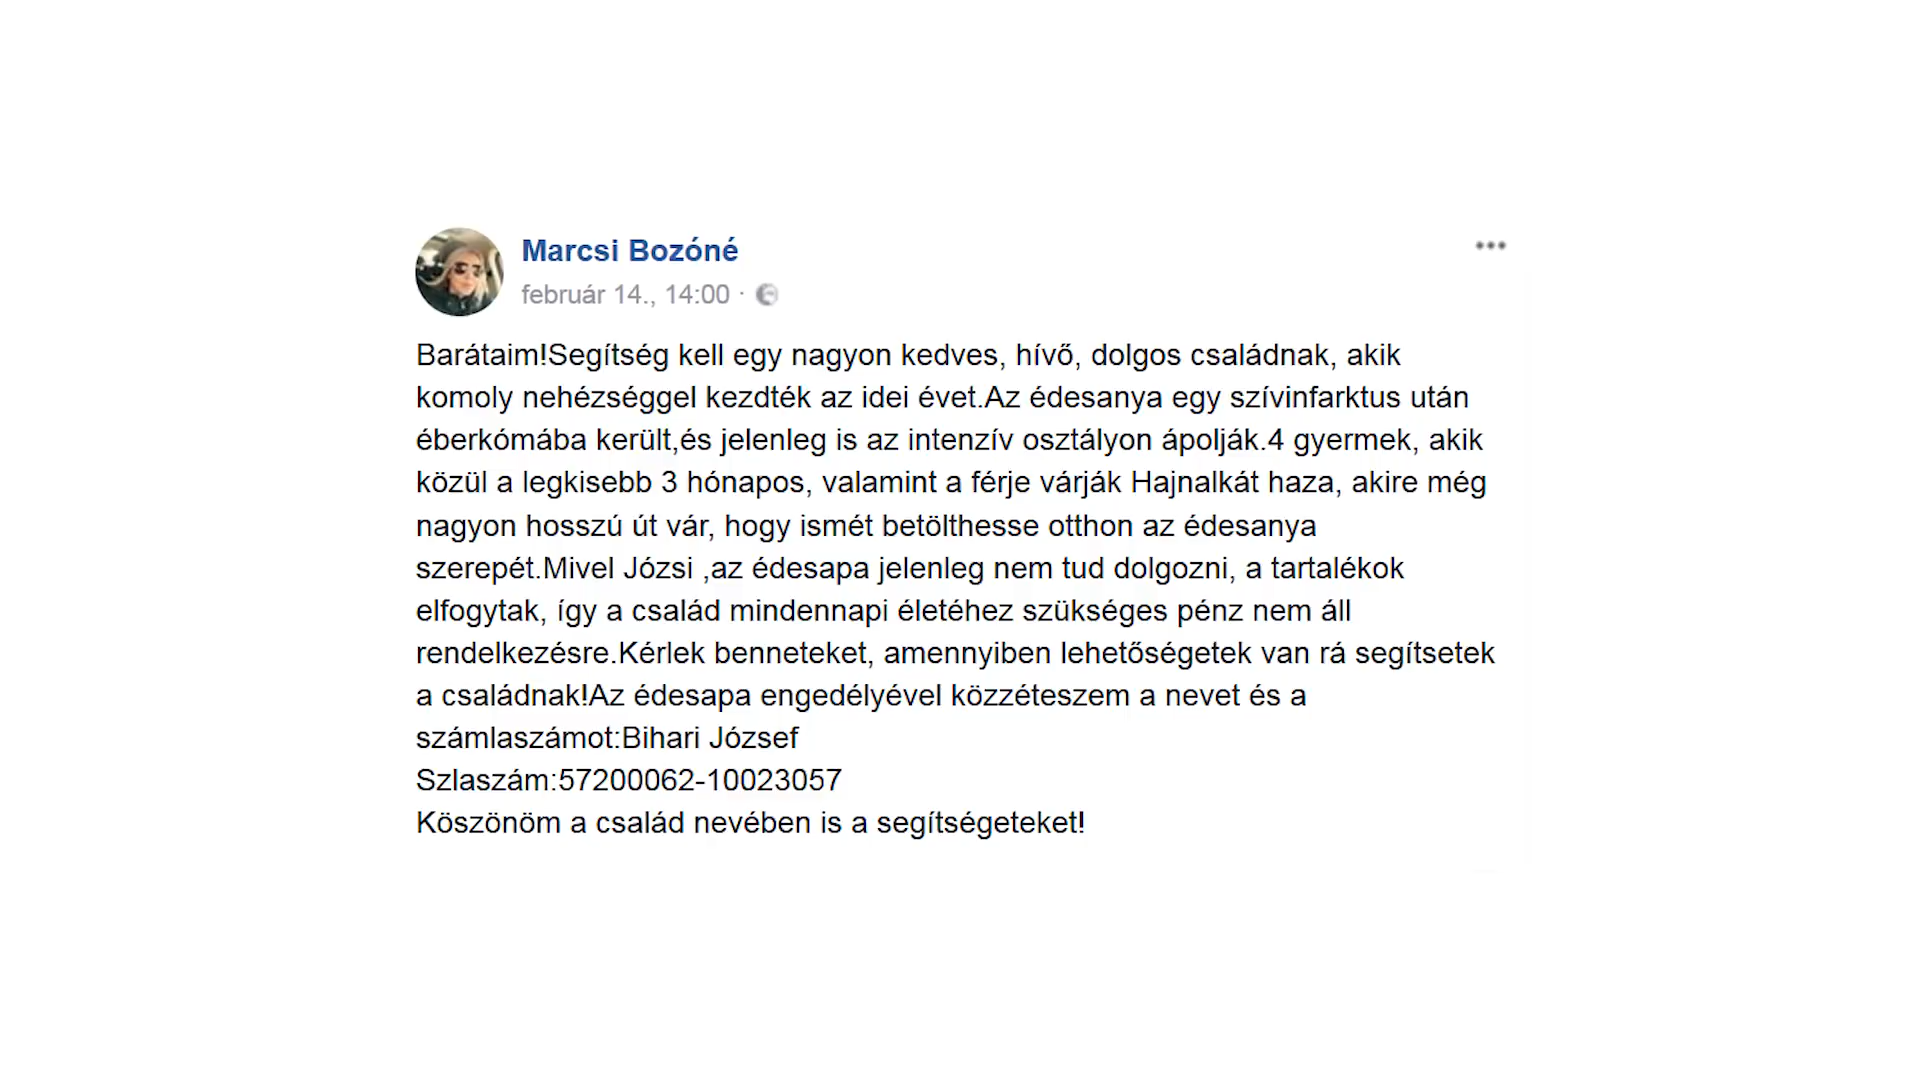 Marcsi Bozóné
február 14., 14:00 ·
Barátaim!Segítség kell egy nagyon kedves, hívő, dolgos családnak, akik
komoly nehézséggel kezdték az idei évet.Az édesanya egy szívinfarktus után
éberkómába került,és jelenleg is az intenzív osztályon ápolják.4 gyermek, akik
közül a legkisebb 3 hónapos, valamint a férje várják Hajnalkát haza, akire még
nagyon hosszú út vár, hogy ismét betölthesse otthon az édesanya
szerepét.Mivel Józsi ,az édesapa jelenleg nem tud dolgozni, a tartalékok
elfogytak, így a család mindennapi életéhez szükséges pénz nem áll
rendelkezésre.Kérlek benneteket, amennyiben lehetőségetek van rá segítsetek
a családnak!Az édesapa engedélyével közzéteszem a nevet és a
számlaszámot:Bihari József
Szlaszám:57200062-10023057
Köszönöm a család nevében is a segítségeteket!